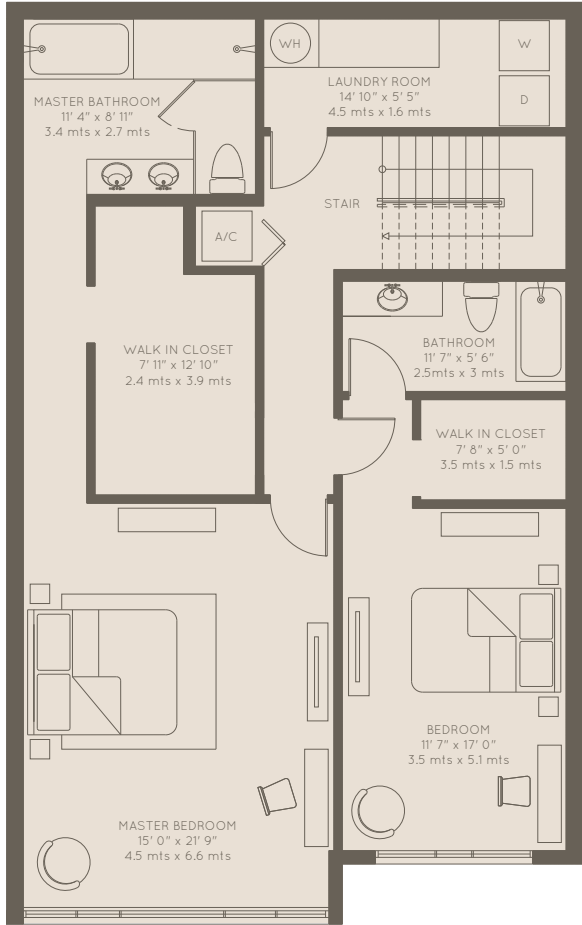 WH
W
LAUNDRY ROOM
14' 10" x 5' 5"
4.5 mts x 1.6 mts
D
MASTER BATHROOM
11' 4" x 8' 11"
3.4 mts x 2.7 mts
STAIR
A/C
WALK IN CLOSET
7' 11" x 12' 10"
2.4 mts x 3.9 mts
BATHROOM
11' 7" x 5' 6"
2.5mts x 3 mts
WALK IN CLOSET
7' 8" x 5' 0"
3.5 mts x 1.5 mts
BEDROOM
11' 7" x 17' 0"
3.5 mts x 5.1 mts
MASTER BEDROOM
15' 0" x 21' 9"
4.5 mts x 6.6 mts